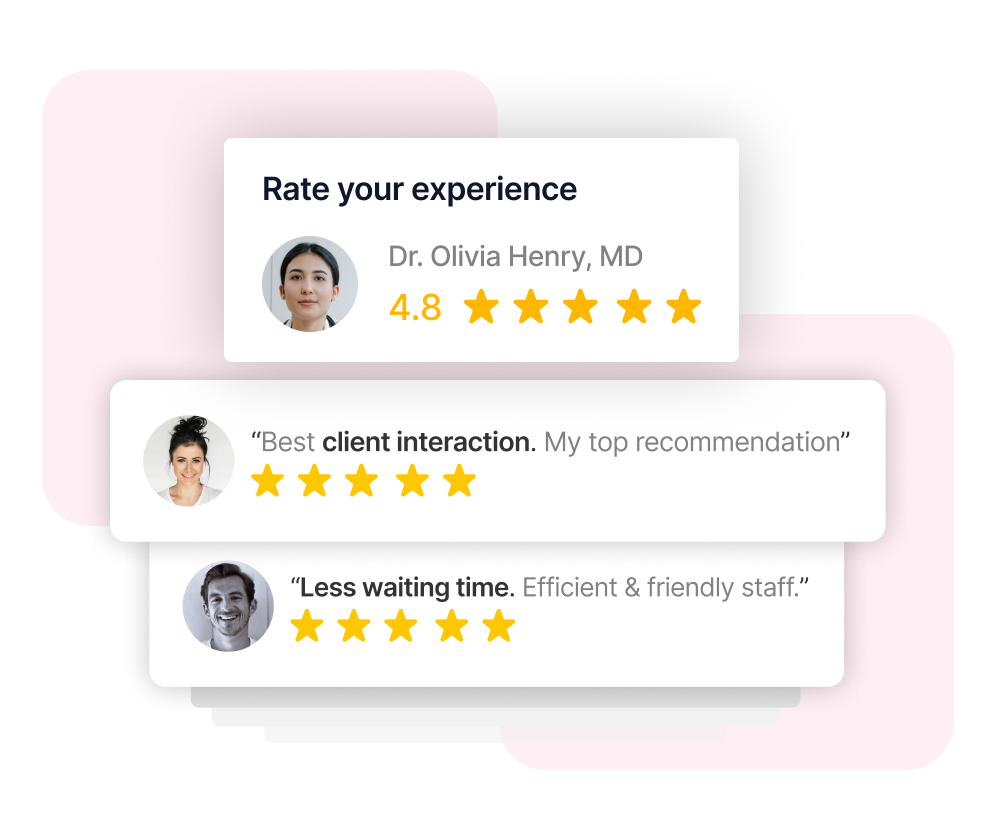 Rate your experience
Dr. Olivia Henry, MD
4.8
“Best client interaction. My top recommendation”
“Less waiting time. Efficient & friendly staff.”